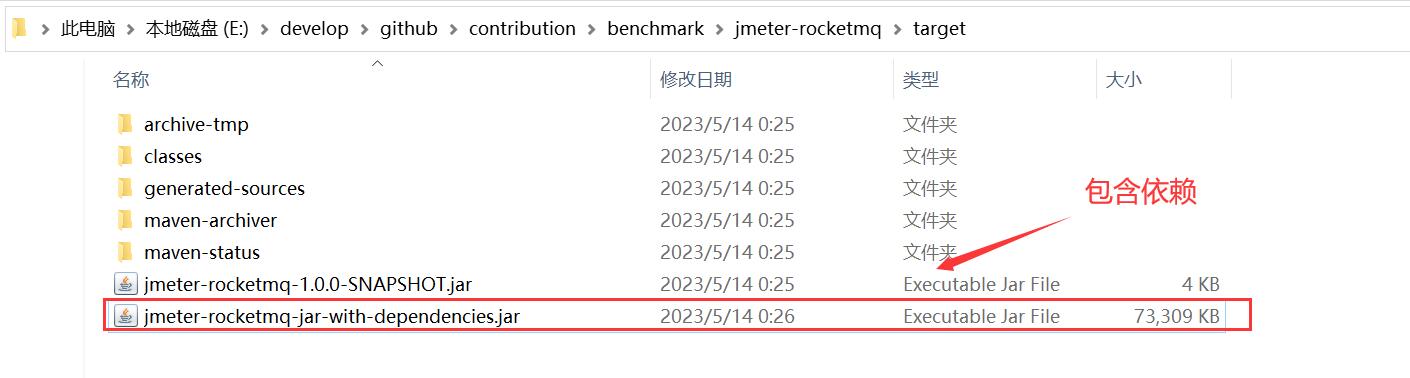 此电脑 > 本地磁盘 (E:) > develop > github > contribution > benchmark > jmeter-rocketmq > target
名称 修改日期 类型 大小
archive-tmp 2023/5/14 0:25 文件夹
classes 2023/5/14 0:25 文件夹
generated-sources 2023/5/14 0:25 文件夹
包含依赖
maven-archiver 2023/5/14 0:25 文件夹
maven-status 2023/5/14 0:25 文件夹
jmeter-rocketmq-1.0.0-SNAPSHOT.jar 2023/5/14 0:25 Executable Jar File 4 KB
jmeter-rocketmq-jar-with-dependencies.jar 2023/5/14 0:26 Executable Jar File 73,309 KB